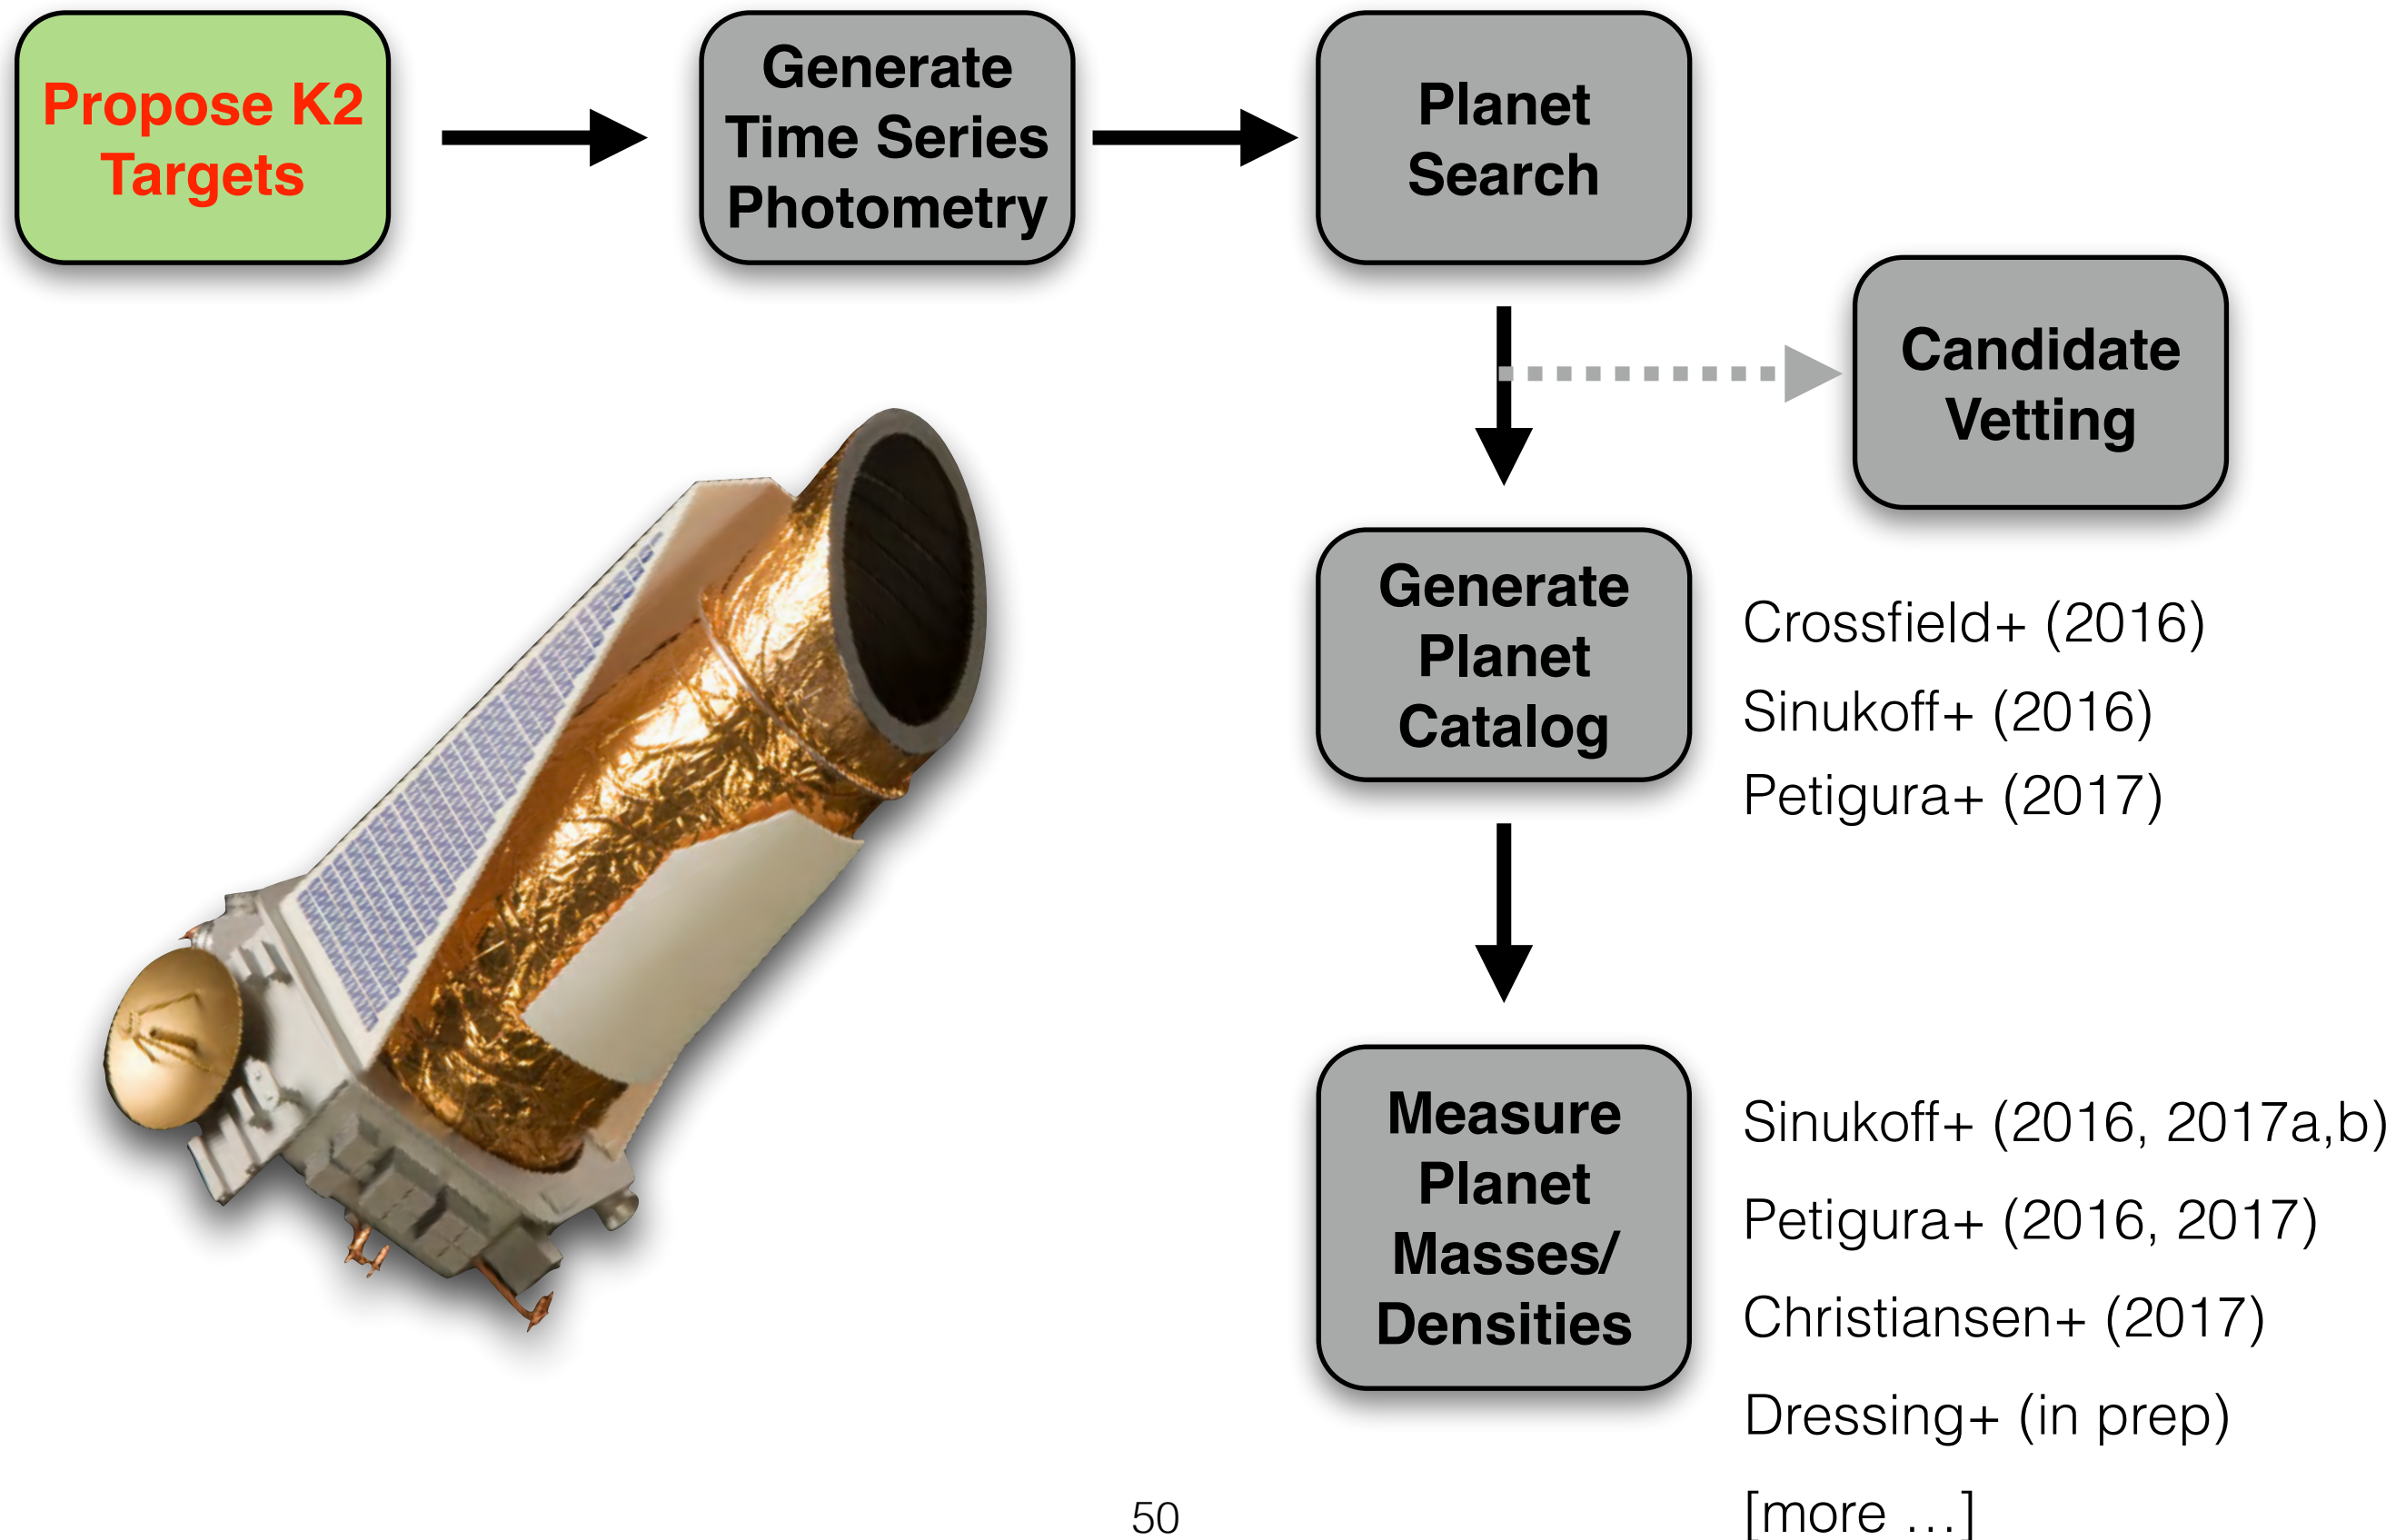 Propose K2
Targets
Generate
Time Series
Photometry
Planet
Search
Candidate
Vetting
Generate
Planet
Catalog
Crossfield+ (2016)
Sinukoff+ (2016)
Petigura+ (2017)
Measure
Planet
Masses/
Densities
Sinukoff+ (2016, 2017a,b)
Petigura+ (2016, 2017)
Christiansen+ (2017)
Dressing+ (in prep)
[more …]
50